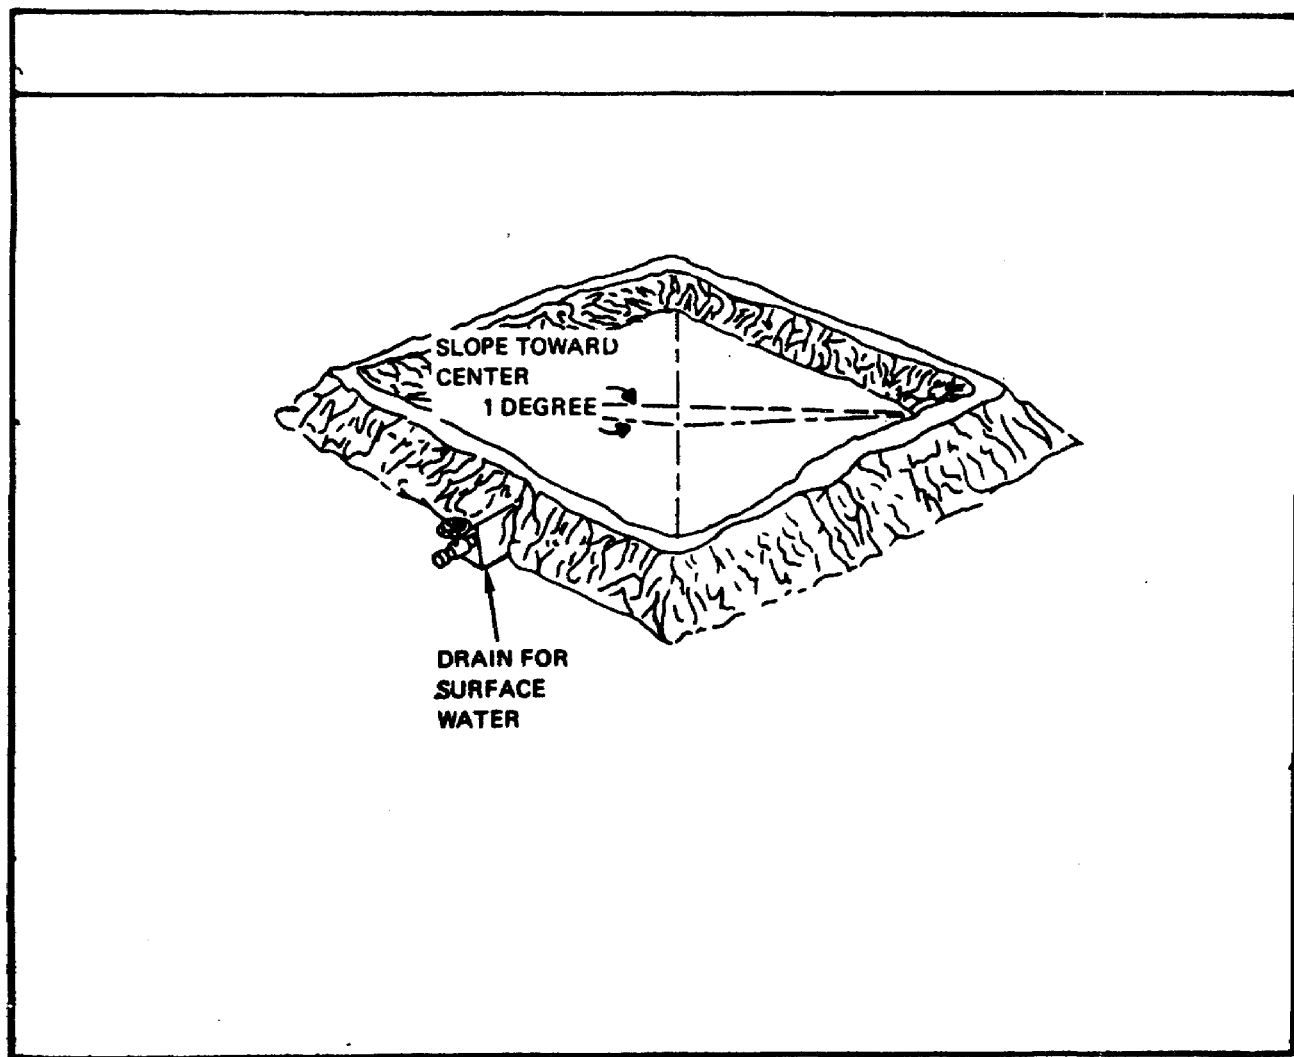 SLOPE TOWARD
CENTER
1 DEGREE
DRAIN FOR
SURFACE
WATER